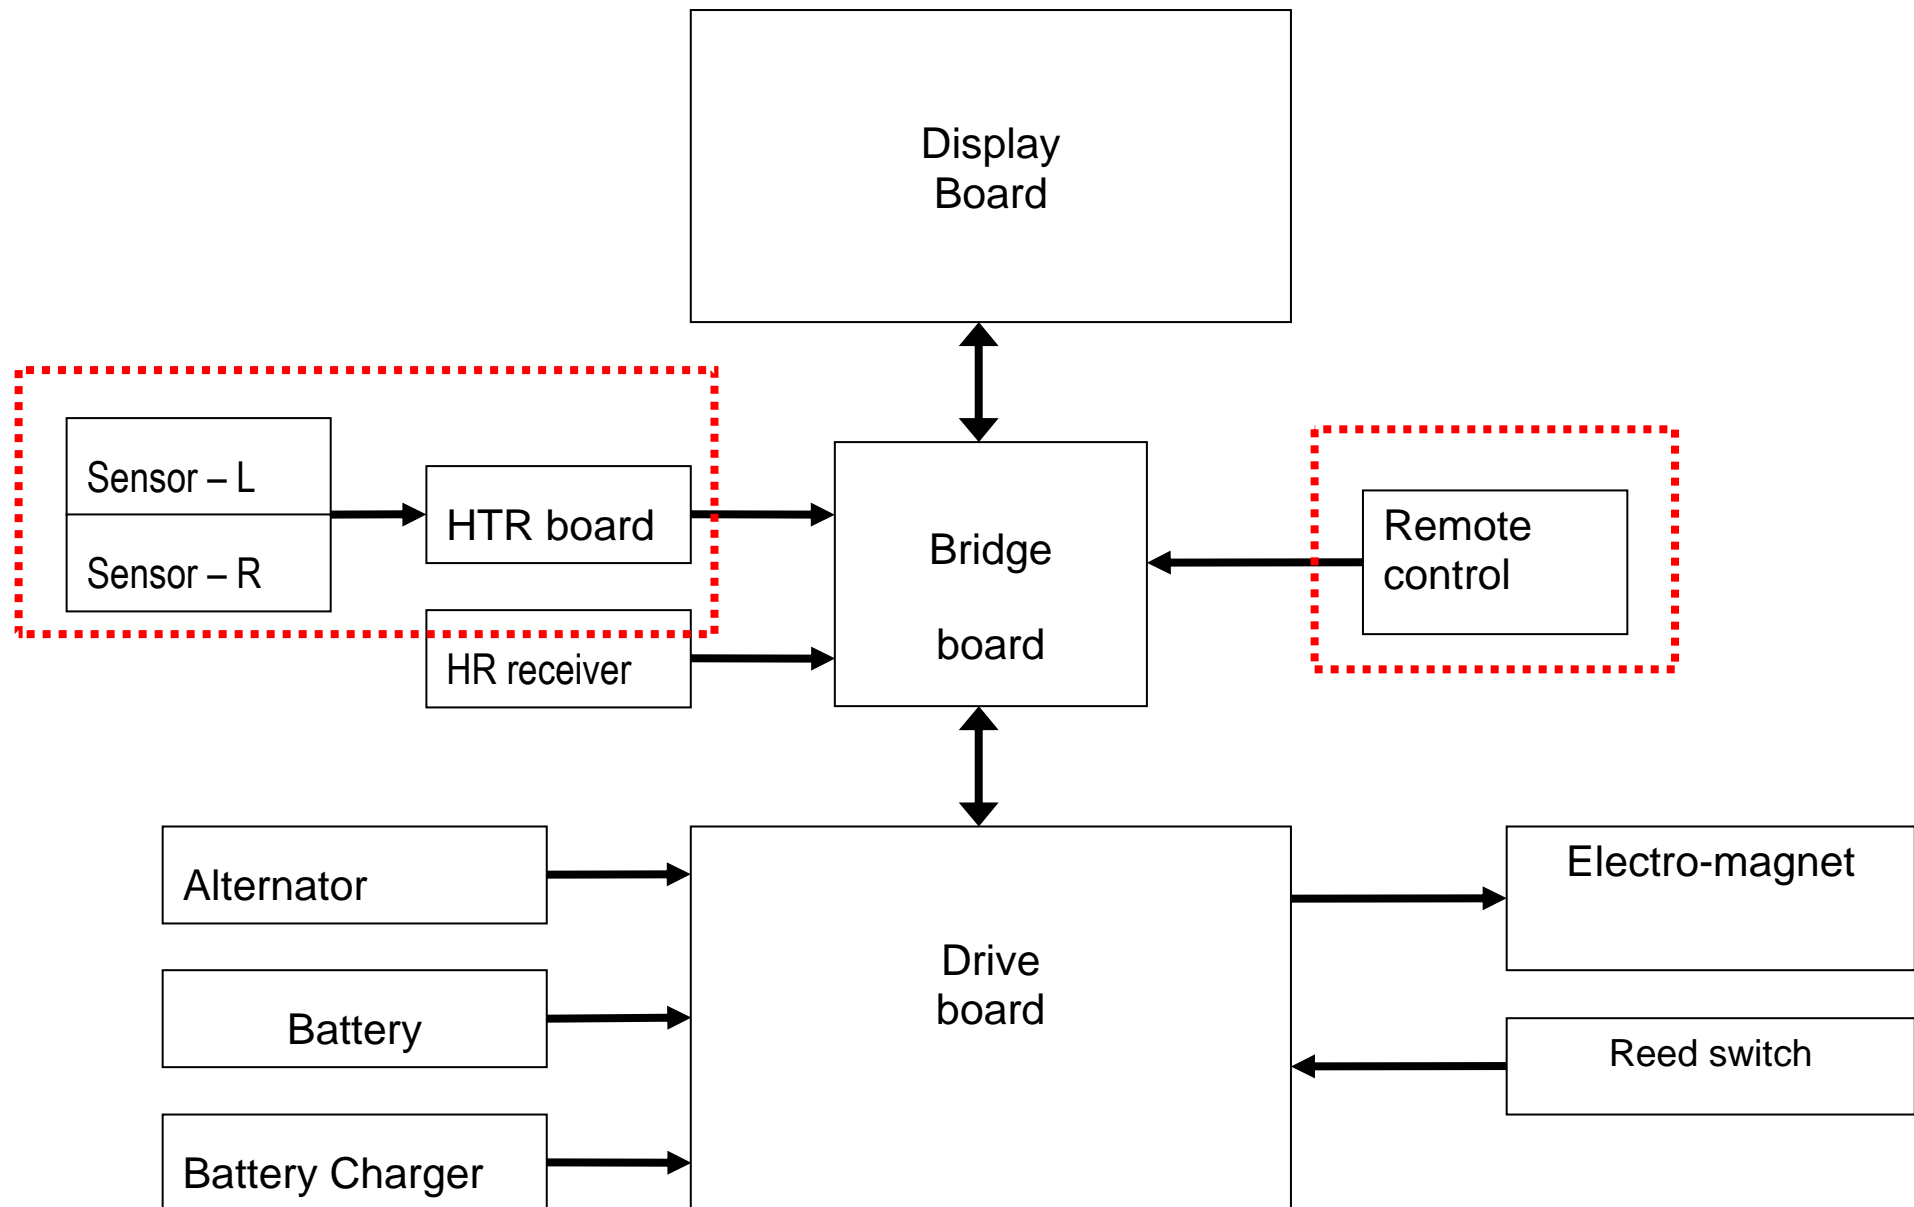 Display
Board
Sensor – L
Sensor – R
HTR board
HR receiver
Bridge
board
Remote
control
Alternator
Battery
Battery Charger
Drive
board
Electro-magnet
Reed switch